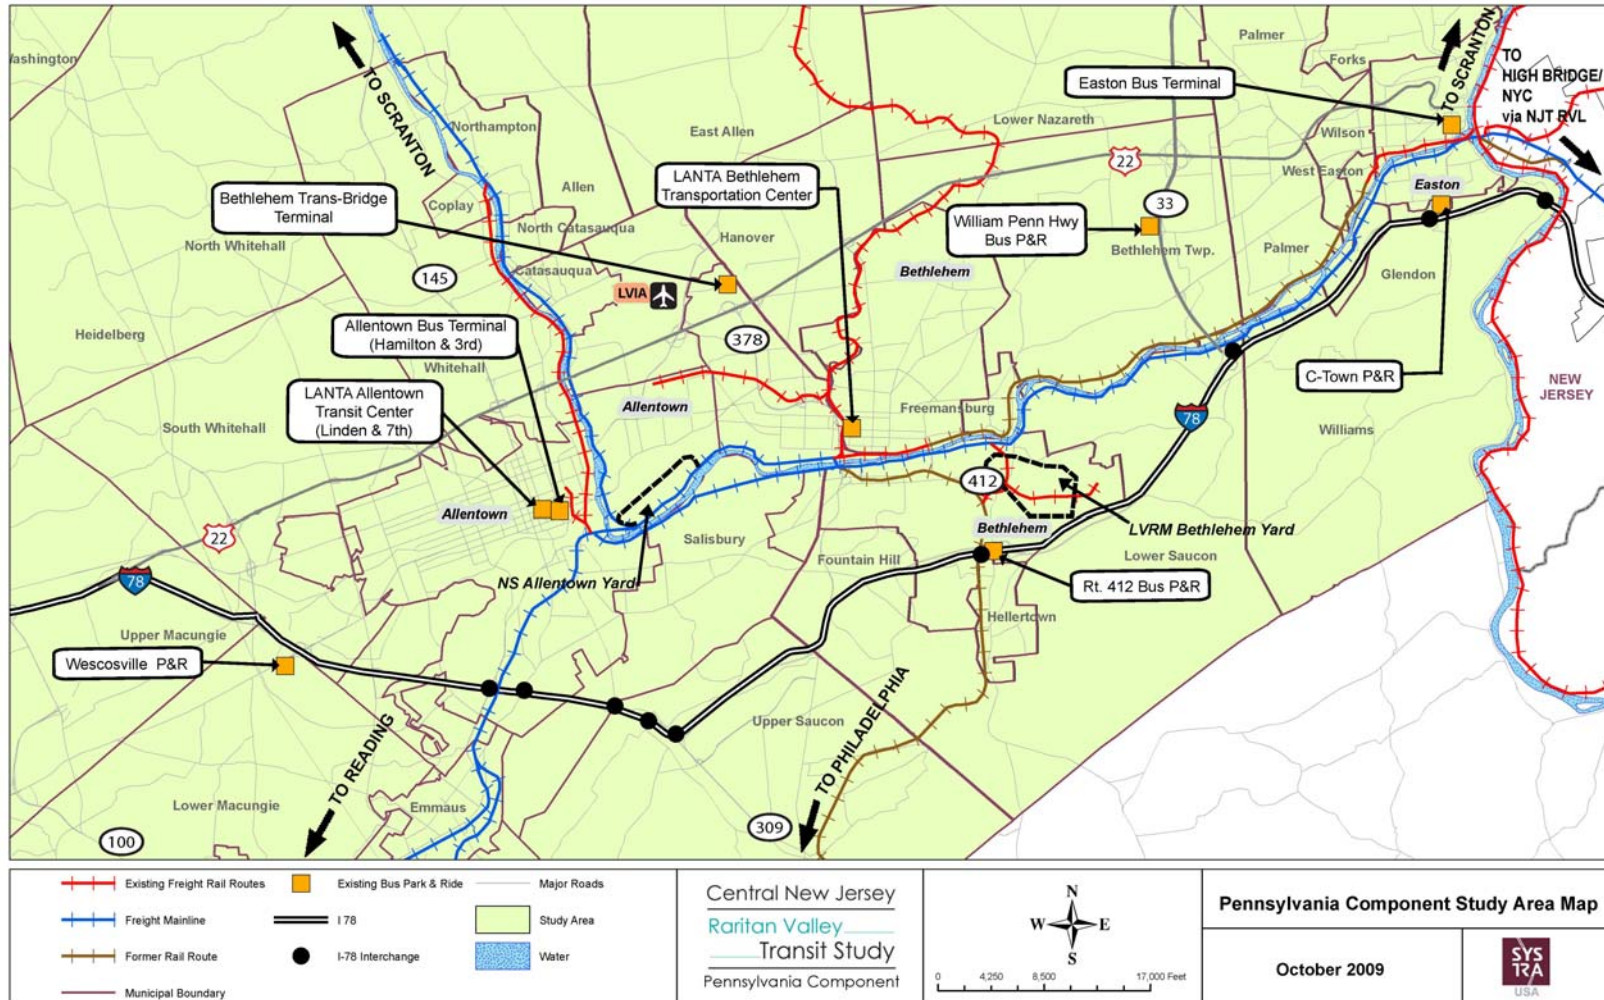 Palmer
TO SCRANTON
TO
HIGH BRIDGE/
NYC
via NJT RVL
Forks
TO SCRANTON
Easton Bus Terminal
Northampton
East Allen
Lower Nazareth
Wilson
22
West Easton
LANTA Bethlehem
Transportation Center
Easton
Bethlehem Trans-Bridge
Terminal
Allen
Coplay
33
William Penn Hwy
Bus P&R
North Catasauqua
Hanover
North Whitehall
Bethlehem Twp.
Palmer
Catasauqua
Bethlehem
145
Glendon
LVIA
Heidelberg
Allentown Bus Terminal
(Hamilton & 3rd)
378
Whitehall
C-Town P&R
NEW
JERSEY
LANTA Allentown
Transit Center
(Linden & 7th)
Allentown
Freemansburg
78
South Whitehall
Williams
412
Allentown
Bethlehem
LVRM Bethlehem Yard
22
Salisbury
Fountain Hill
Lower Saucon
78
NS Allentown Yard
Rt. 412 Bus P&R
Hellertown
Upper Macungie
Wescosville P&R
Upper Saucon
TO PHILADELPHIA
TO READING
Lower Macungie
Emmaus
100
309
Existing Freight Rail Routes
Existing Bus Park & Ride
Major Roads
Freight Mainline
I 78
Study Area
Former Rail Route
I-78 Interchange
Water
Municipal Boundary
Central New Jersey
Raritan Valley
Transit Study
Pennsylvania Component
N
W E
S
0 4,250 8,500 17,000 Feet
Pennsylvania Component Study Area Map
October 2009
SYS
TRA
USA